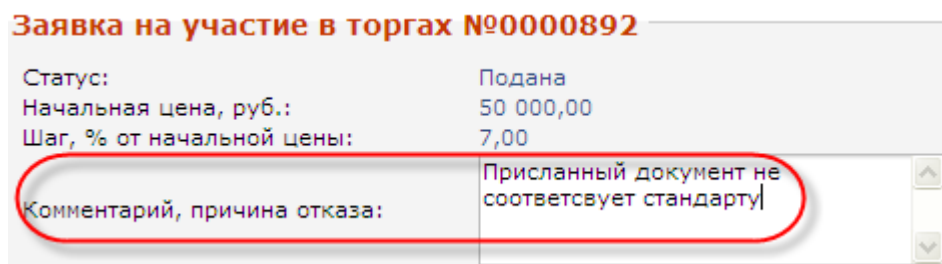 Заявка на участие в торгах №0000892
Статус: Подана
Начальная цена, руб.: 50 000,00
Шаг, % от начальной цены: 7,00
Комментарий, причина отказа: Присланный документ не
соответсвует стандарту